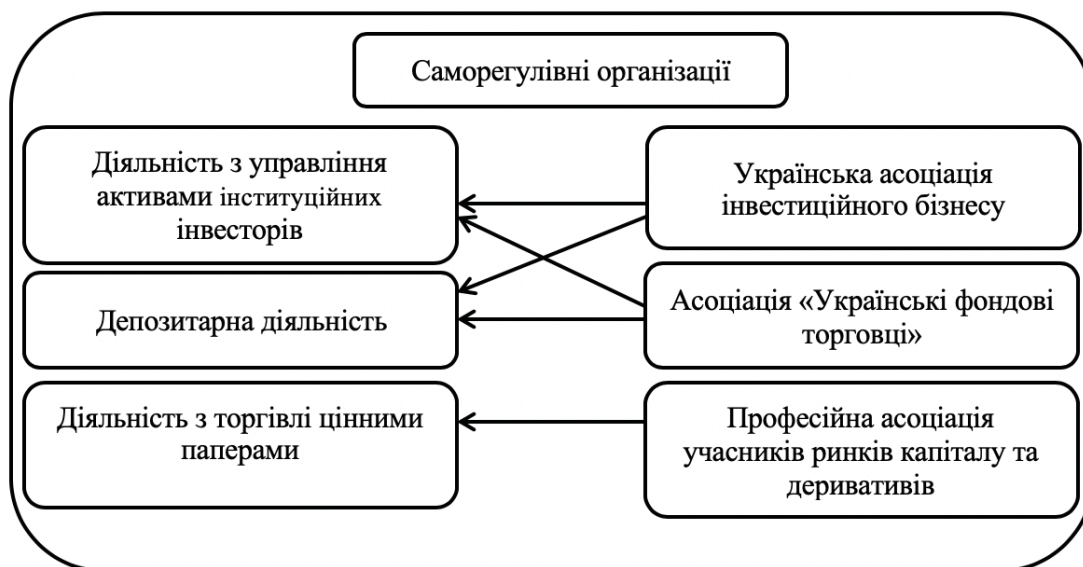 Саморегулівні організації
Діяльність з управління
активами інституційних
інвесторів
Українська асоціація
інвестиційного бізнесу
Депозитарна діяльність
Асоціація «Українські фондові
торговці»
Діяльність з торгівлі цінними
паперами
Професійна асоціація
учасників ринків капіталу та
деривативів